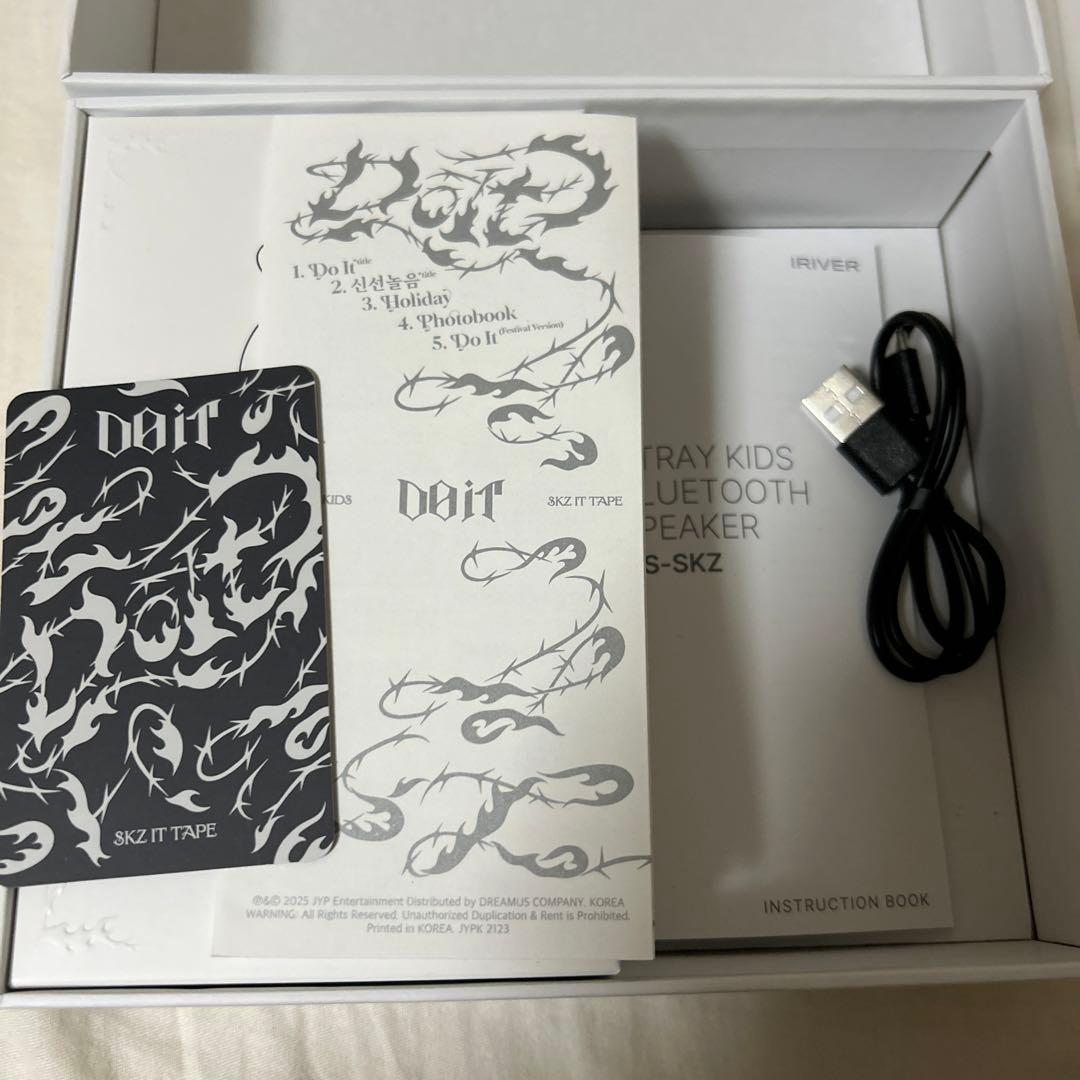 Do It
1. Do It *title
2. 신선놀음 *title
3. Holiday
4. Photobook
5. Do It (Festival Version)
KIDS DOiT SKZ IT TAPE
℗&© 2025 JYP Entertainment Distributed by DREAMUS COMPANY. KOREA
WARNING: All Rights Reserved. Unauthorized Duplication & Rent is Prohibited.
Printed in KOREA. JYPK 2123
DOiT
Do It
SKZ IT TAPE
IRIVER
TRAY KIDS
LUETOOTH
PEAKER
S-SKZ
INSTRUCTION BOOK